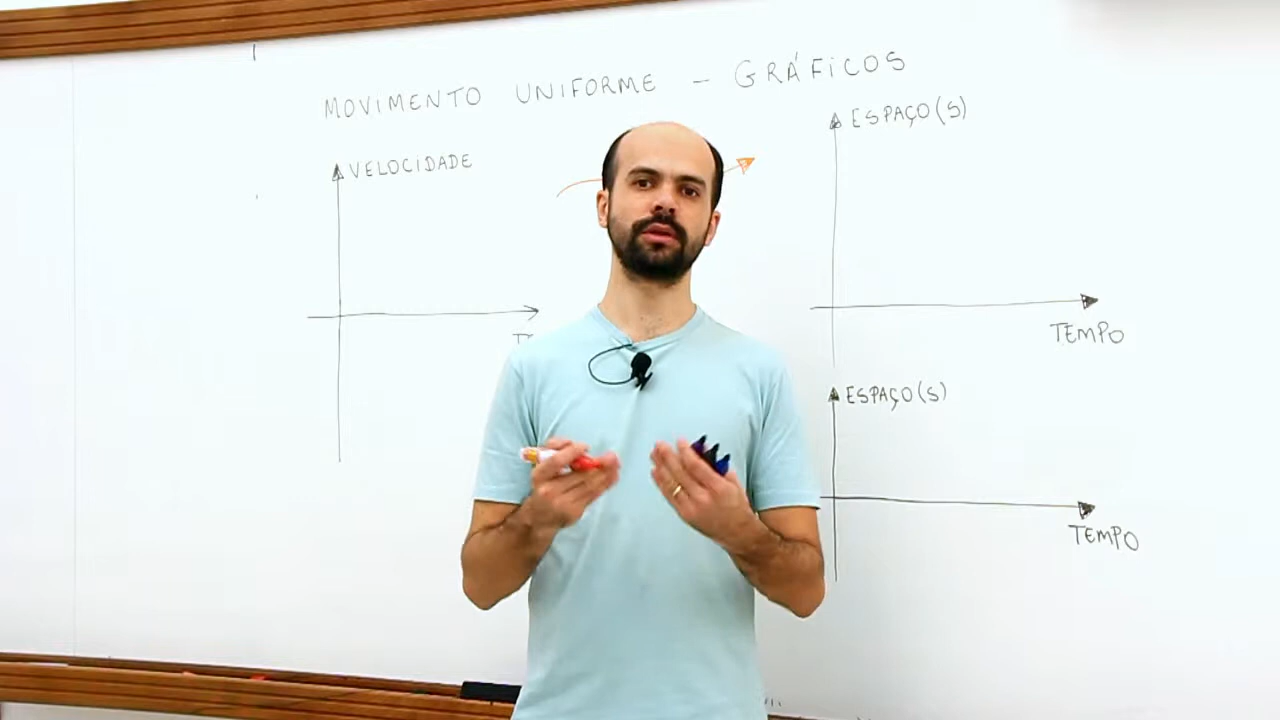 MOVIMENTO UNIFORME - GRÁFICOS
VELOCIDADE
ESPAÇO(S)
TEMPO
ESPAÇO(S)
TEMPO